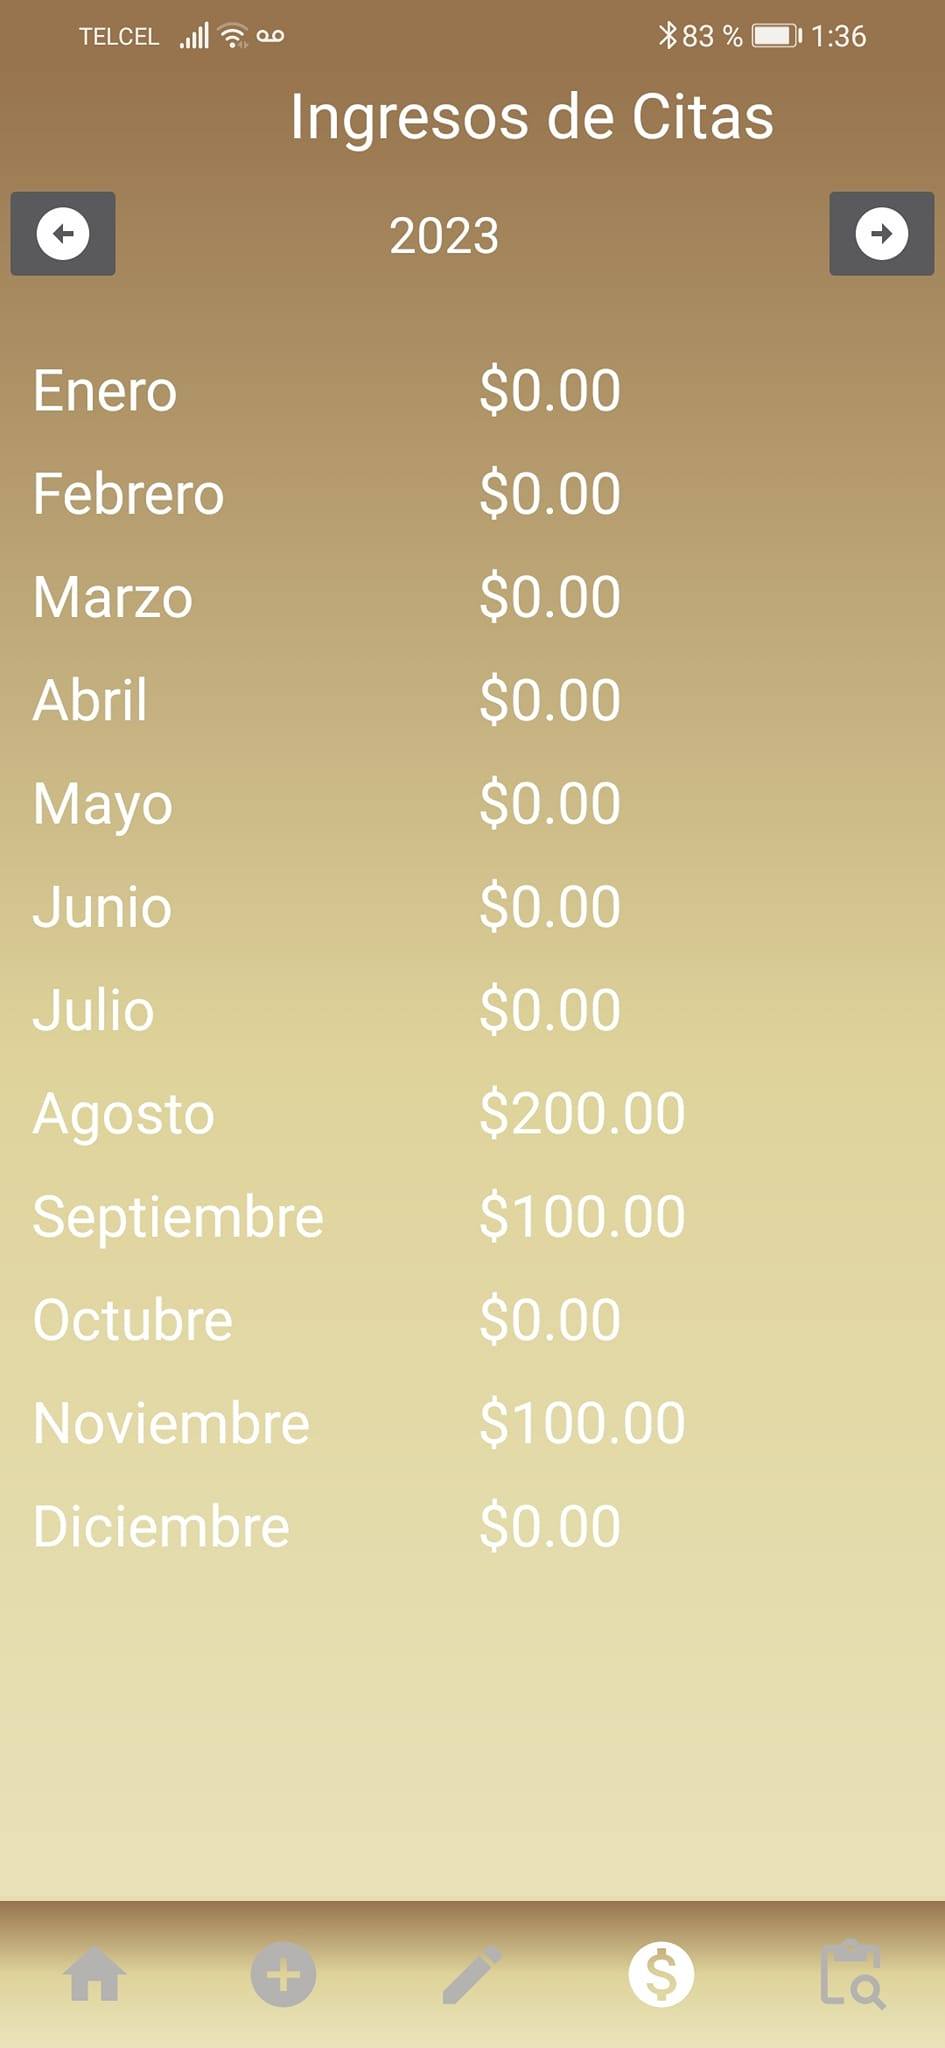 TELCEL 83 % 1:36
Ingresos de Citas
2023
Enero $0.00
Febrero $0.00
Marzo $0.00
Abril $0.00
Mayo $0.00
Junio $0.00
Julio $0.00
Agosto $200.00
Septiembre $100.00
Octubre $0.00
Noviembre $100.00
Diciembre $0.00